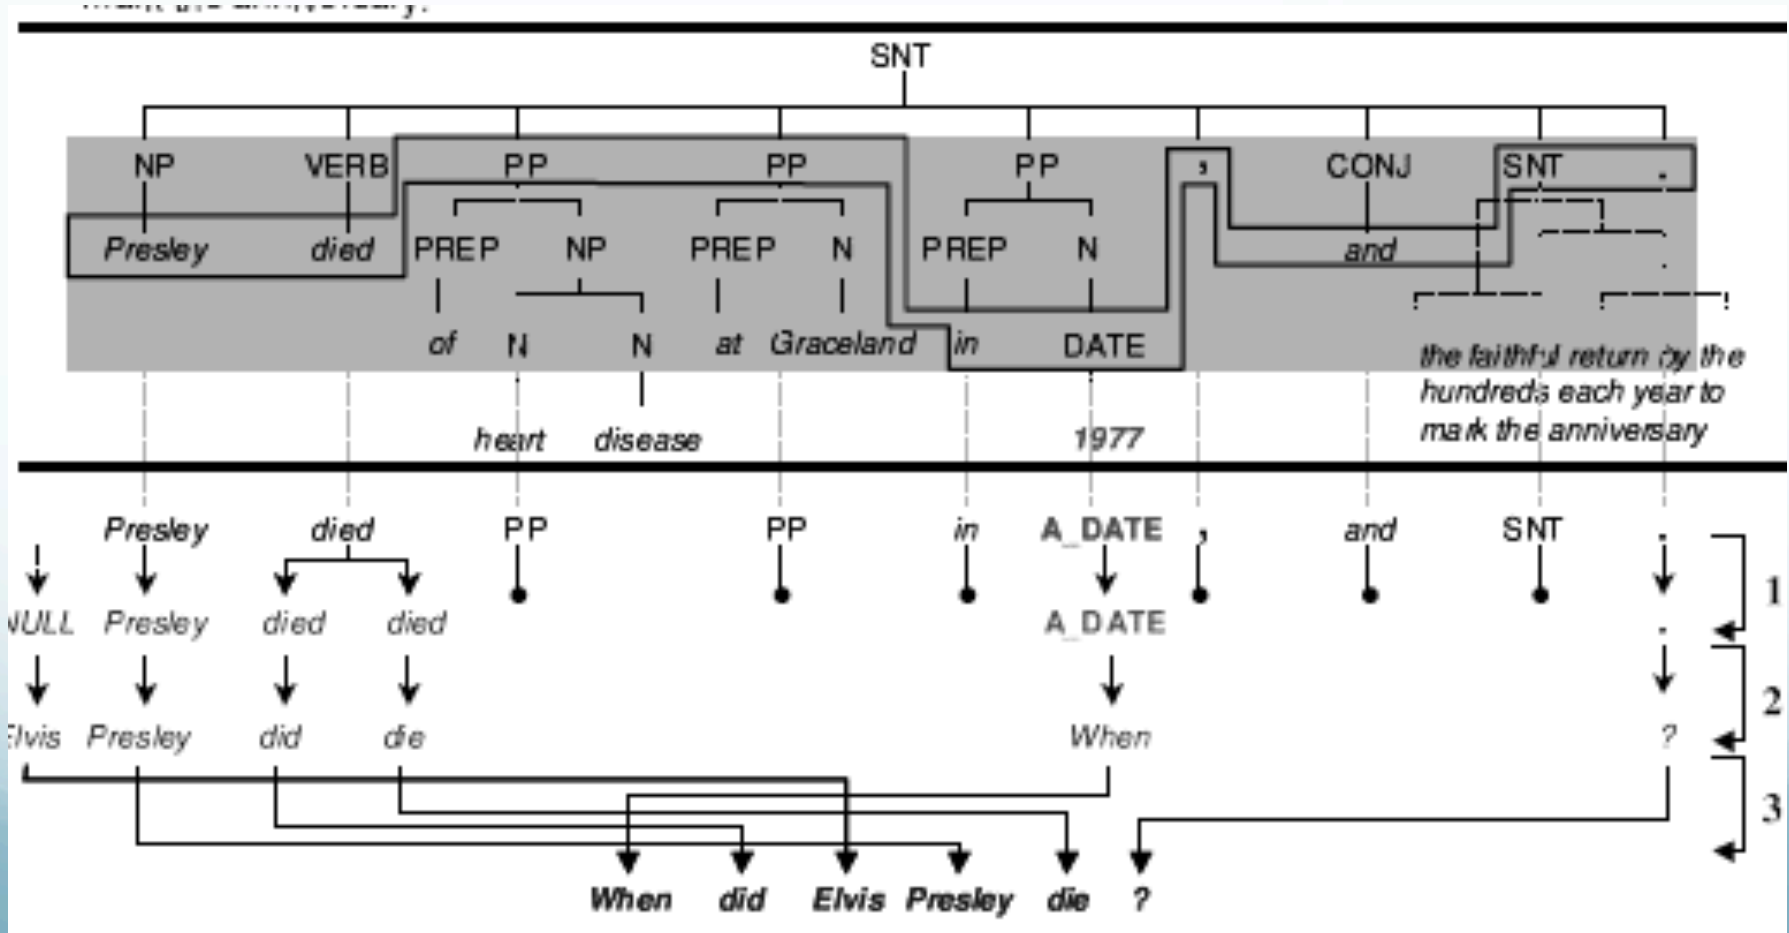 SNT
NP VERB PP PP PP , CONJ SNT .
Presley died PREP NP PREP N PREP N and
of N N at Graceland in DATE
the faithful return by the
hundreds each year to
mark the anniversary
heart disease 1977
Presley died PP PP in A_DATE , and SNT .
1
NULL Presley died died A_DATE .
2
Elvis Presley did die When ?
3
When did Elvis Presley die ?